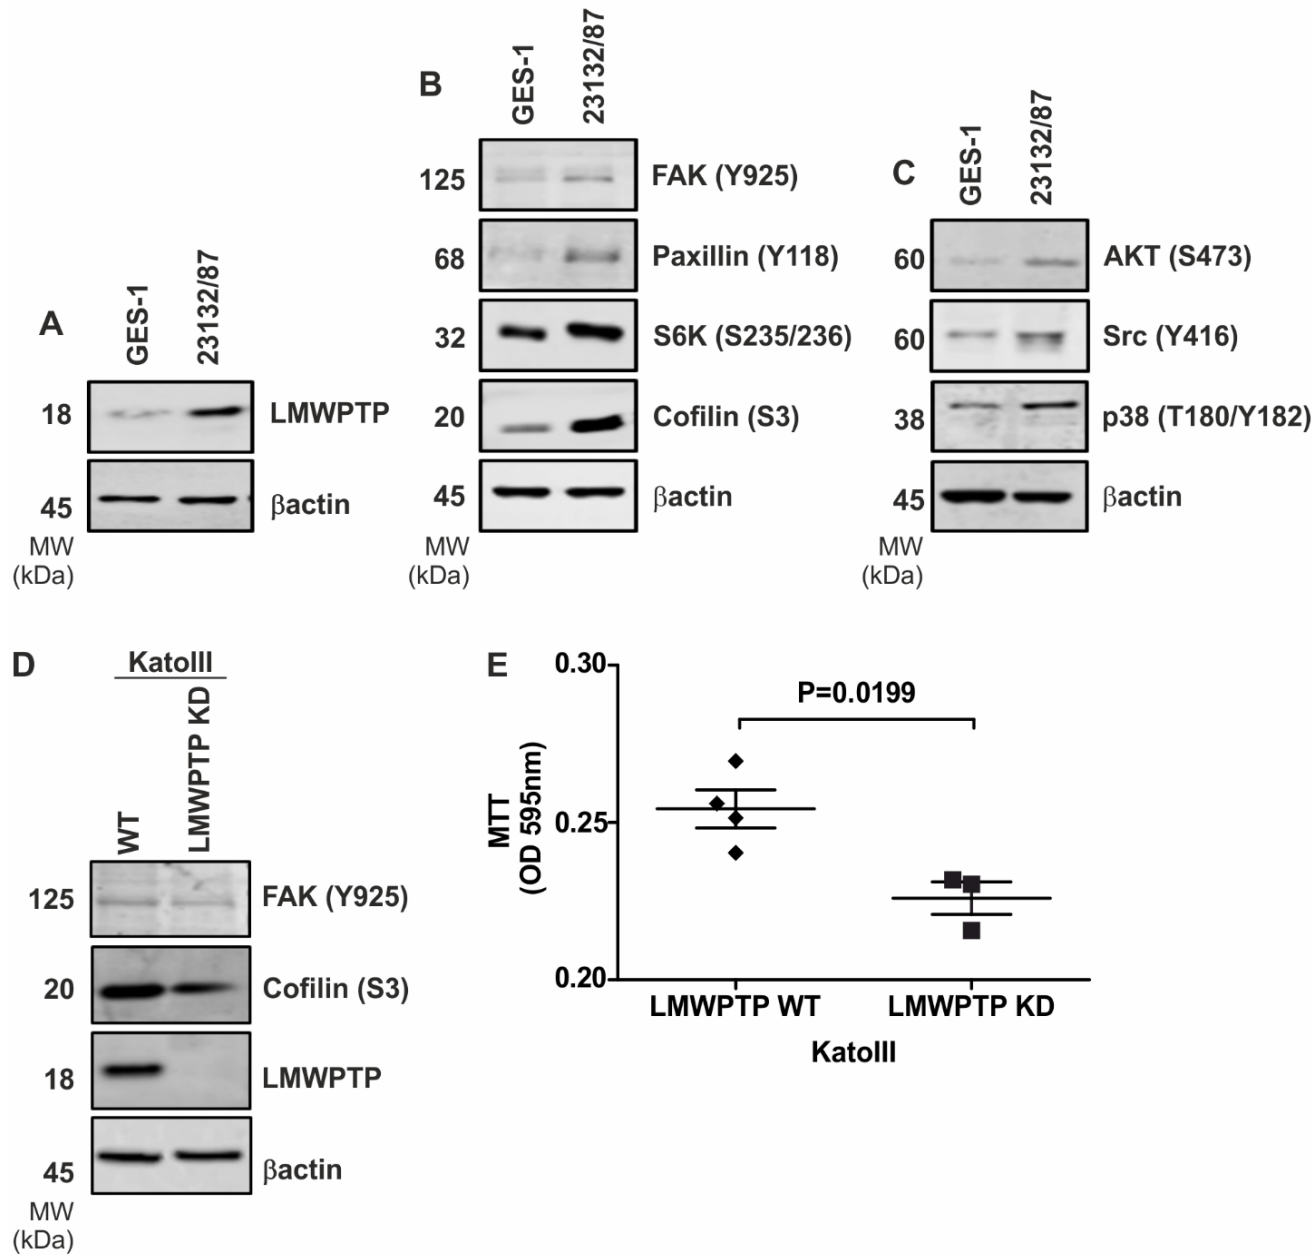 A
GES-1
23132/87
18
LMWPTP
45
βactin
MW
(kDa)
B
GES-1
23132/87
125
FAK (Y925)
68
Paxillin (Y118)
32
S6K (S235/236)
20
Cofilin (S3)
45
βactin
MW
(kDa)
C
GES-1
23132/87
60
AKT (S473)
60
Src (Y416)
38
p38 (T180/Y182)
45
βactin
MW
(kDa)
D
KatoIII
WT
LMWPTP KD
125
FAK (Y925)
20
Cofilin (S3)
18
LMWPTP
45
βactin
MW
(kDa)
E
MTT
(OD 595nm)
0.30
0.25
0.20
P=0.0199
LMWPTP WT
LMWPTP KD
KatoIII